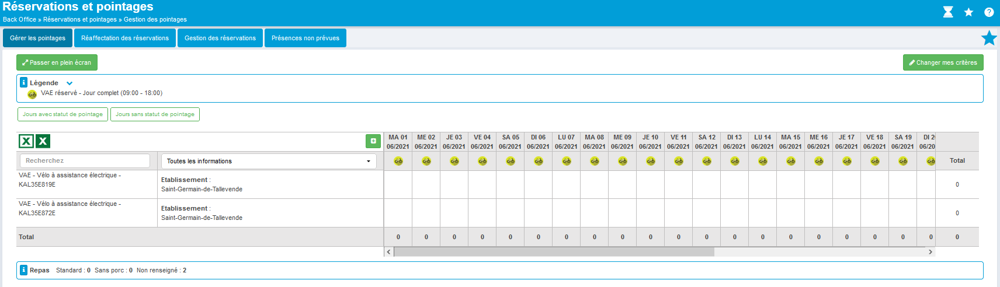 Réservations et pointages
Back Office » Réservations et pointages » Gestion des pointages
Gérer les pointages Réaffectation des réservations Gestion des réservations Présences non prévues
Passer en plein écran Changer mes critères
Légende
VAE réservé - Jour complet (09:00 - 18:00)
Jours avec statut de pointage Jours sans statut de pointage
MA 01 ME 02 JE 03 VE 04 SA 05 DI 06 LU 07 MA 08 ME 09 JE 10 VE 11 SA 12 DI 13 LU 14 MA 15 ME 16 JE 17 VE 18 SA 19 DI 2
06/2021 06/2021 06/2021 06/2021 06/2021 06/2021 06/2021 06/2021 06/2021 06/2021 06/2021 06/2021 06/2021 06/2021 06/2021 06/2021 06/2021 06/2021 06/2021 06/20
Recherchez Toutes les informations Total
VAE - Vélo à assistance électrique -
KAL35E819E
Etablissement :
Saint-Germain-de-Tallevende
0
VAE - Vélo à assistance électrique -
KAL35E872E
Etablissement :
Saint-Germain-de-Tallevende
0
Total 0 0 0 0 0 0 0 0 0 0 0 0 0 0 0 0 0 0 0 0 0
Repas Standard : 0 Sans porc : 0 Non renseigné : 2